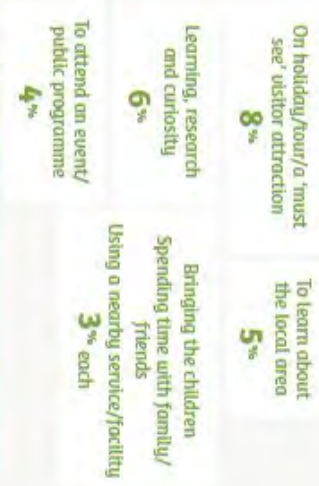 On holiday/tour/a 'must
see' visitor attraction
8%
To learn about
the local area
5%
Learning, research
and curiosity
6%
Bringing the children
Spending time with family/
friends
Using a nearby service/facility
3% each
To attend an event/
public programme
4%